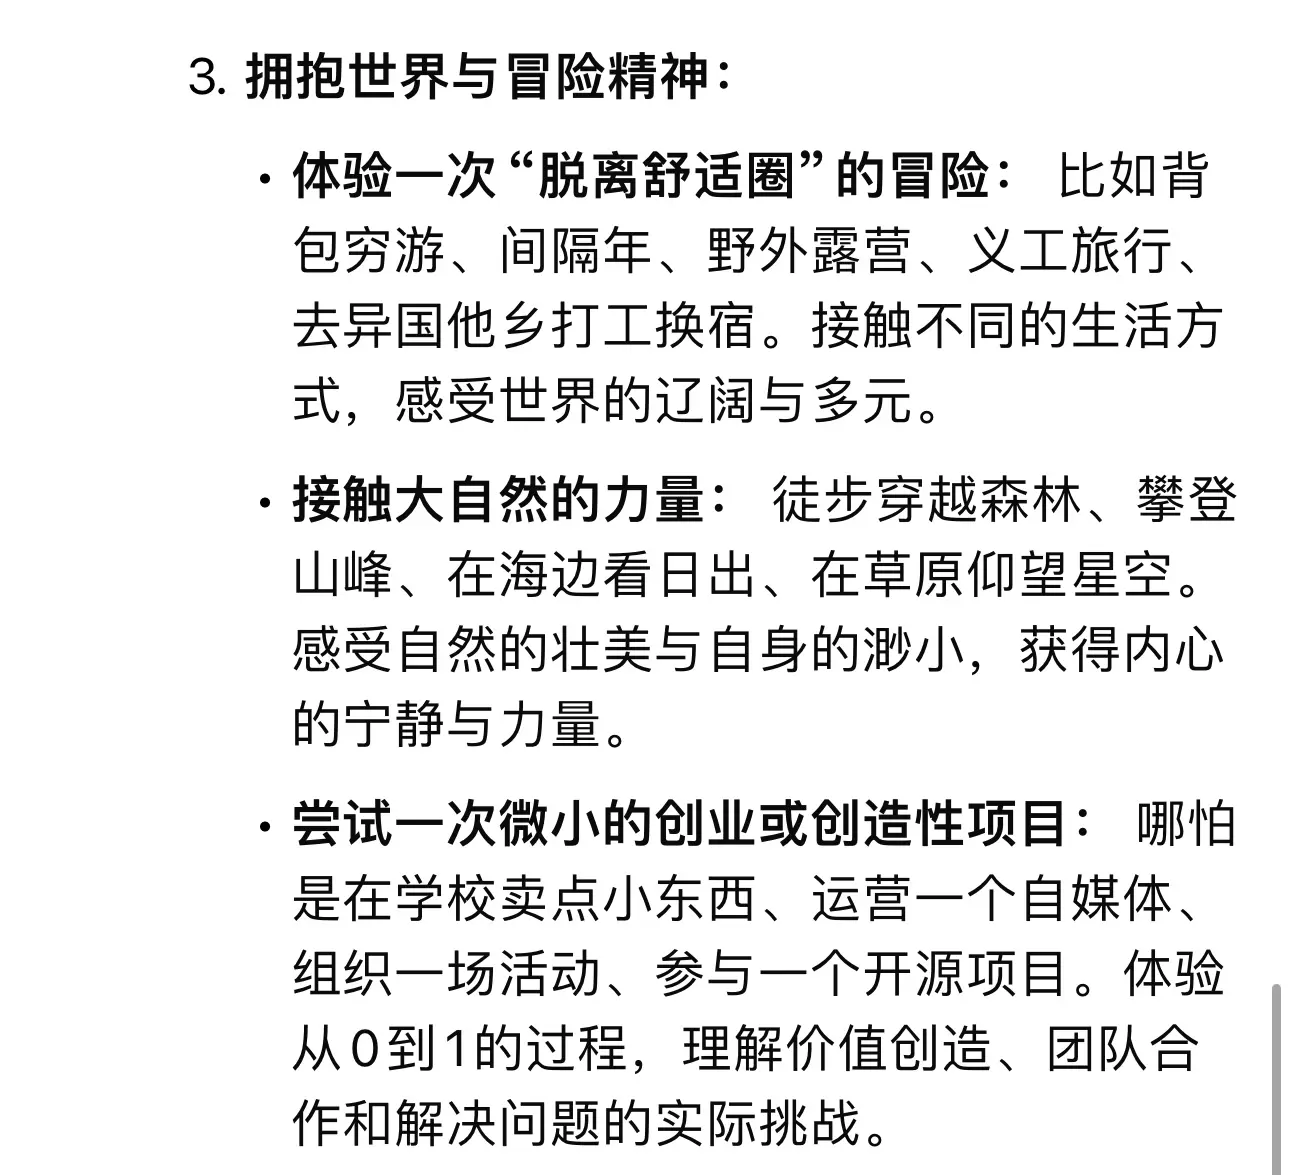 3. 拥抱世界与冒险精神：
• 体验一次“脱离舒适圈”的冒险： 比如背
包穷游、间隔年、野外露营、义工旅行、
去异国他乡打工换宿。接触不同的生活方
式，感受世界的辽阔与多元。
• 接触大自然的力量： 徒步穿越森林、攀登
山峰、在海边看日出、在草原仰望星空。
感受自然的壮美与自身的渺小，获得内心
的宁静与力量。
• 尝试一次微小的创业或创造性项目： 哪怕
是在学校卖点小东西、运营一个自媒体、
组织一场活动、参与一个开源项目。体验
从0到1的过程，理解价值创造、团队合
作和解决问题的实际挑战。